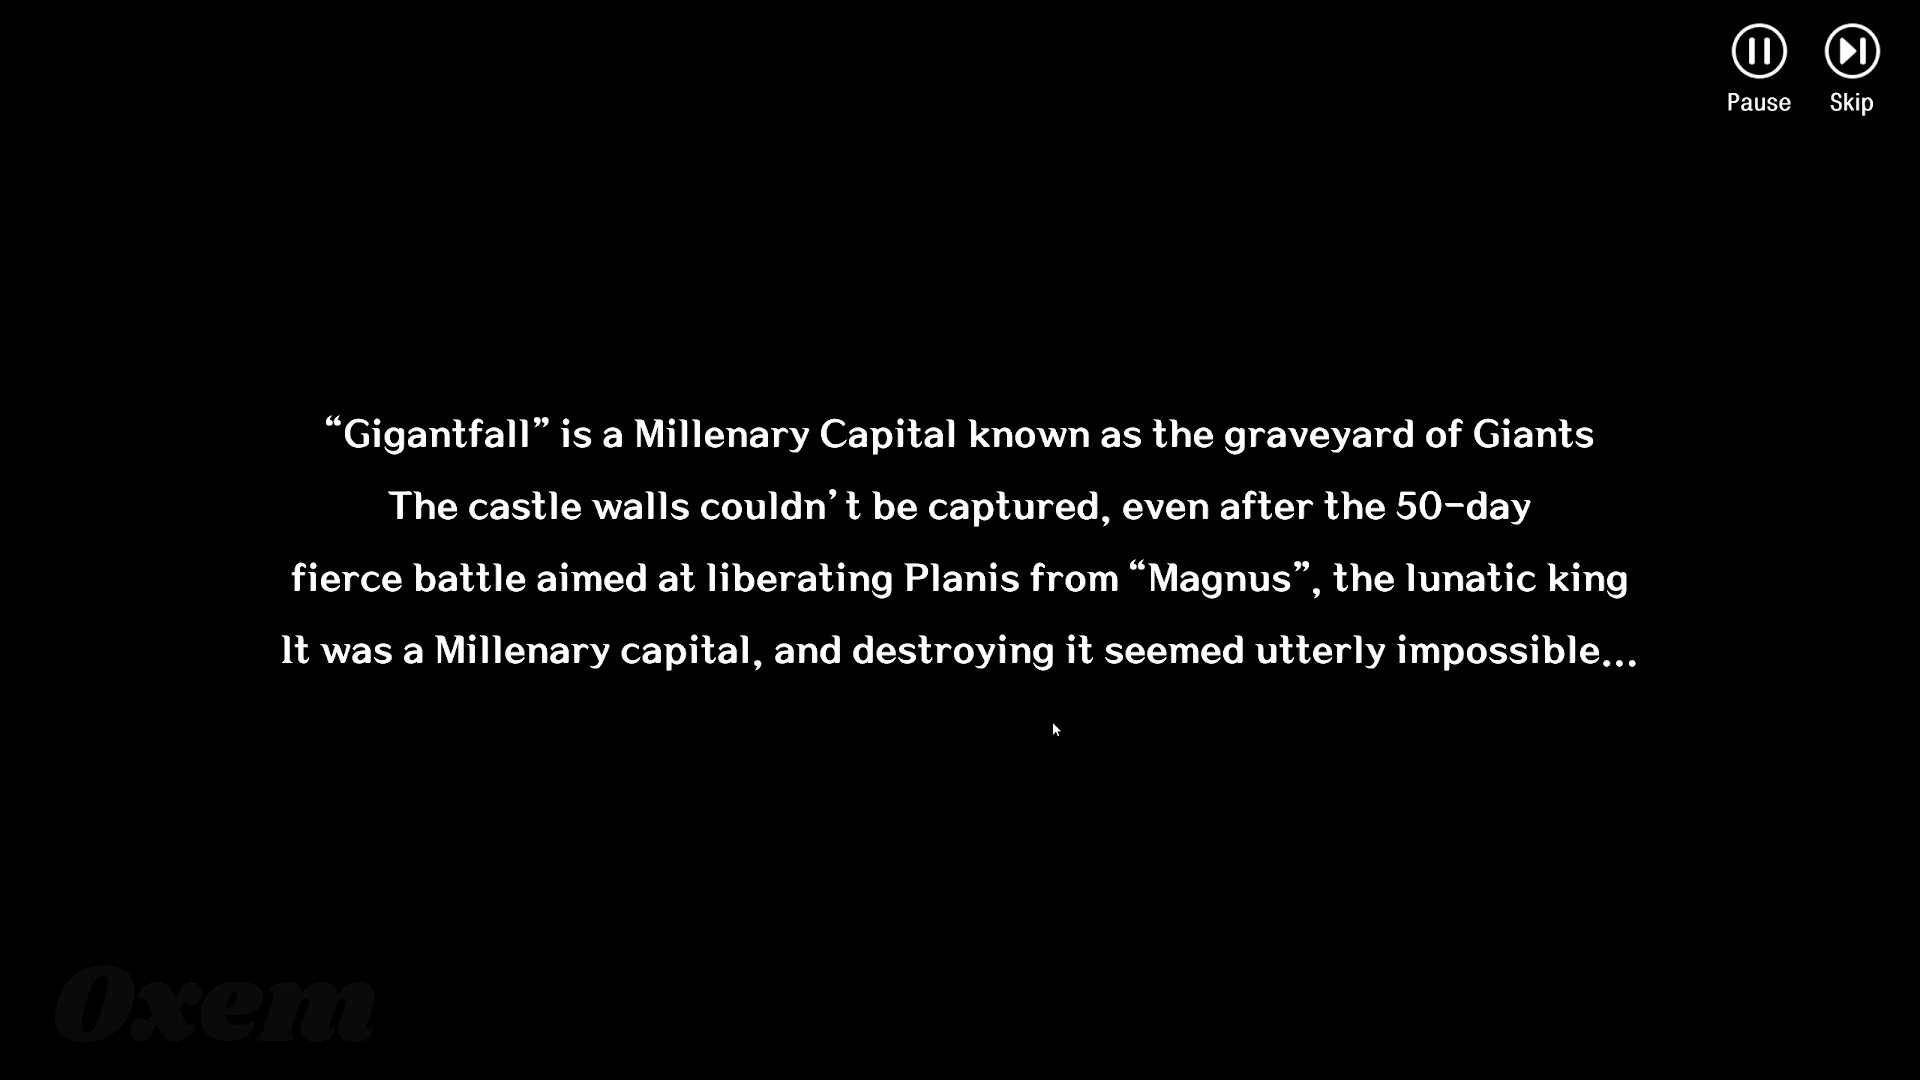 Pause Skip
“Gigantfall” is a Millenary Capital known as the graveyard of Giants
The castle walls couldn’t be captured, even after the 50-day
fierce battle aimed at liberating Planis from “Magnus”, the lunatic king
It was a Millenary capital, and destroying it seemed utterly impossible...
Oxem